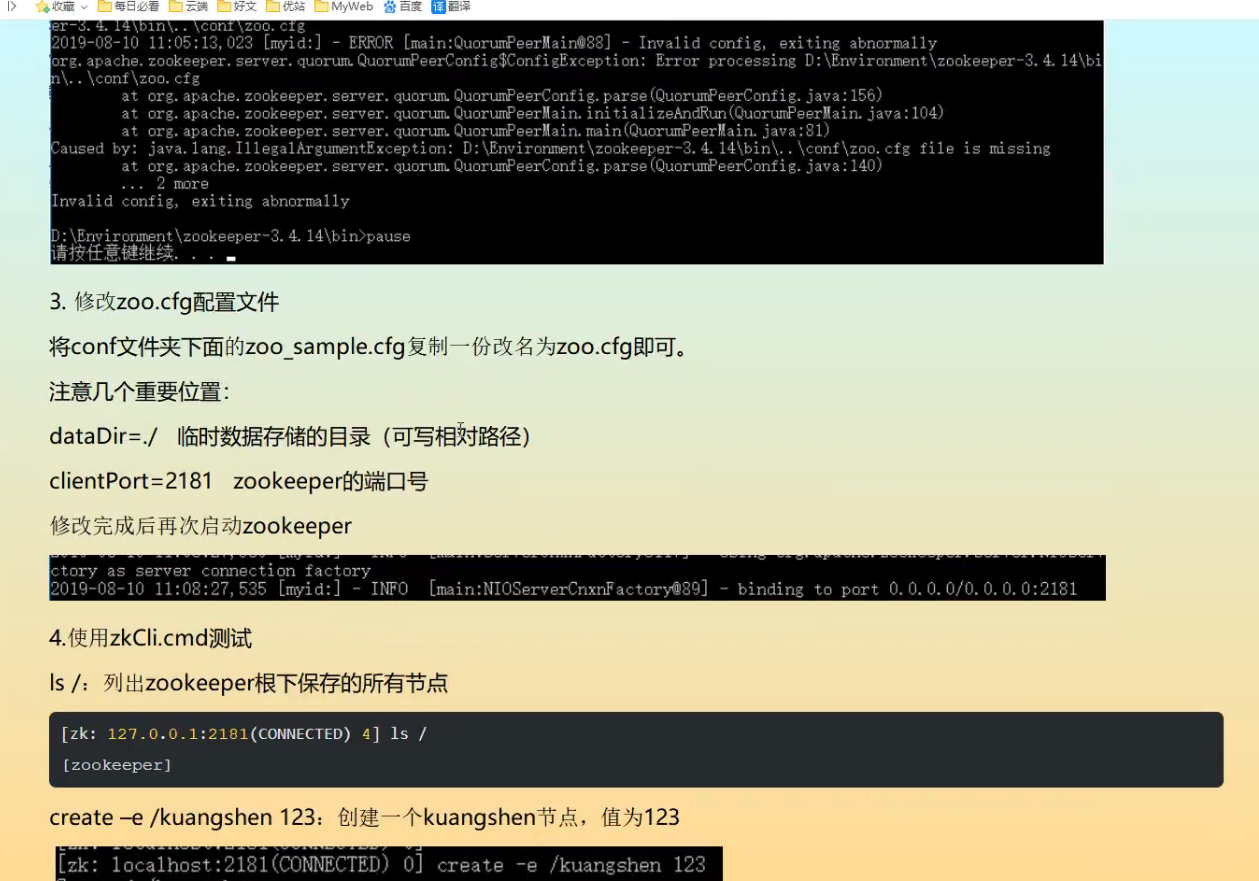 收藏 每日必看 云端 好文 优站 MyWeb 百度 译 翻译
er-3.4.14\bin\..\conf\zoo.cfg
2019-08-10 11:05:13,023 [myid:] - ERROR [main:QuorumPeerMain@88] - Invalid config, exiting abnormally
org.apache.zookeeper.server.quorum.QuorumPeerConfig$ConfigException: Error processing D:\Environment\zookeeper-3.4.14\bi
n\..\conf\zoo.cfg
at org.apache.zookeeper.server.quorum.QuorumPeerConfig.parse(QuorumPeerConfig.java:156)
at org.apache.zookeeper.server.quorum.QuorumPeerMain.initializeAndRun(QuorumPeerMain.java:104)
at org.apache.zookeeper.server.quorum.QuorumPeerMain.main(QuorumPeerMain.java:81)
Caused by: java.lang.IllegalArgumentException: D:\Environment\zookeeper-3.4.14\bin\..\conf\zoo.cfg file is missing
at org.apache.zookeeper.server.quorum.QuorumPeerConfig.parse(QuorumPeerConfig.java:140)
... 2 more
Invalid config, exiting abnormally
D:\Environment\zookeeper-3.4.14\bin>pause
请按任意键继续. . .
3. 修改zoo.cfg配置文件
将conf文件夹下面的zoo_sample.cfg复制一份改名为zoo.cfg即可。
注意几个重要位置：
dataDir=./ 临时数据存储的目录（可写相对路径）
clientPort=2181 zookeeper的端口号
修改完成后再次启动zookeeper
ctory as server connection factory
2019-08-10 11:08:27,535 [myid:] - INFO [main:NIOServerCnxnFactory@89] - binding to port 0.0.0.0/0.0.0.0:2181
4.使用zkCli.cmd测试
ls /：列出zookeeper根下保存的所有节点
[zk: 127.0.0.1:2181(CONNECTED) 4] ls /
[zookeeper]
create –e /kuangshen 123：创建一个kuangshen节点，值为123
[zk: localhost:2181(CONNECTED) 0] create -e /kuangshen 123